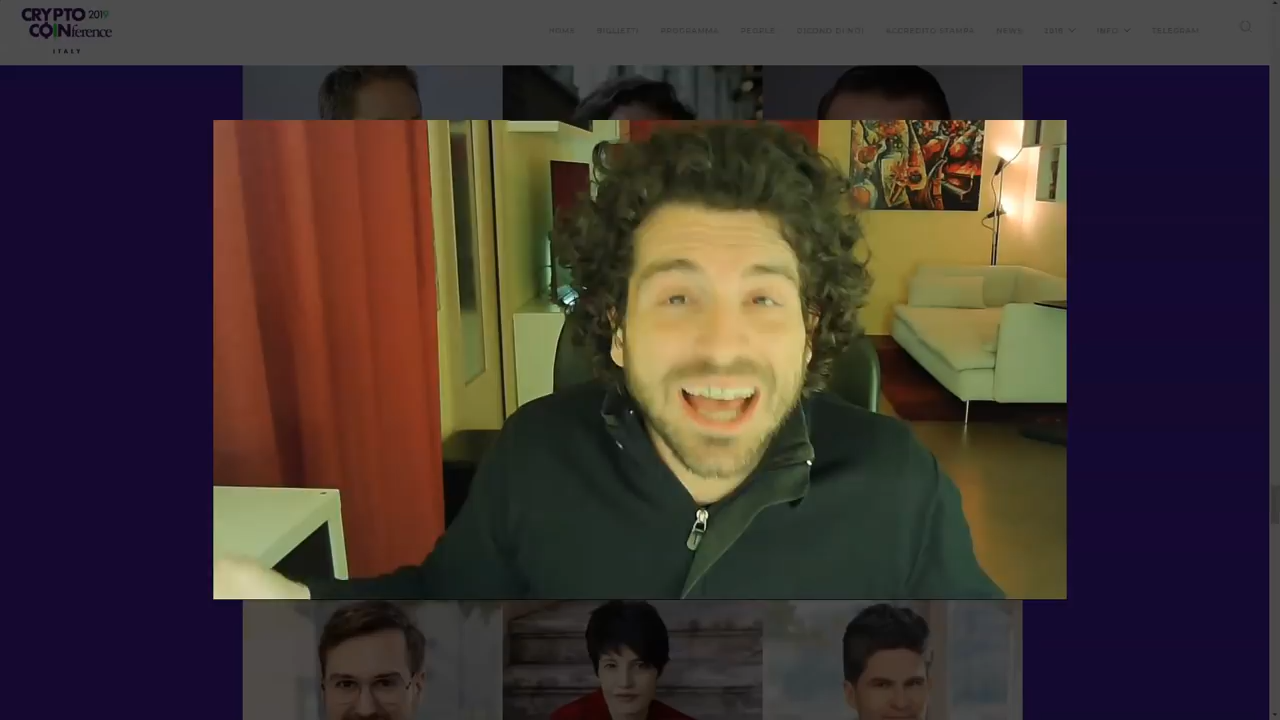 CRYPTO 2019
COINference
ITALY
HOME BIGLIETTI PROGRAMMA PEOPLE DICONO DI NOI ACCREDITO STAMPA NEWS 2018 INFO TELEGRAM